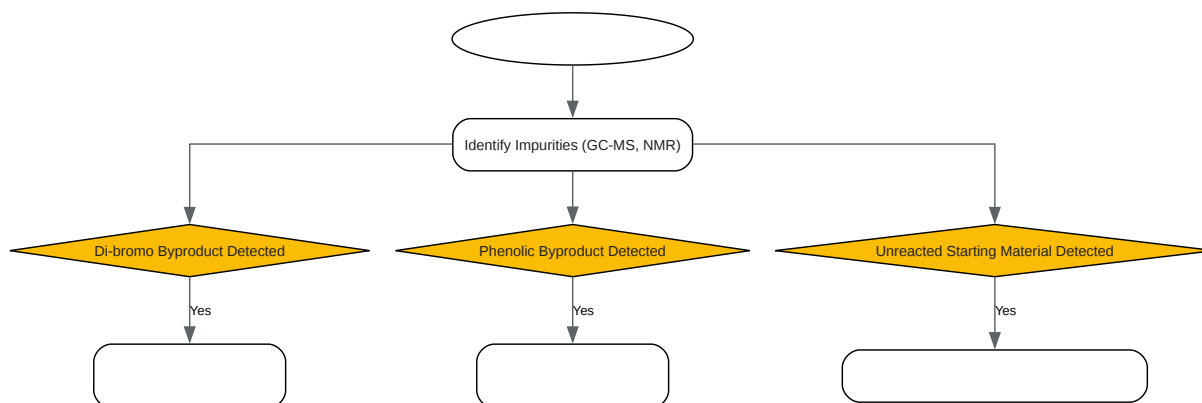 Identify Impurities (GC-MS, NMR)
Di-bromo Byproduct Detected
Phenolic Byproduct Detected
Unreacted Starting Material Detected
Yes
Yes
Yes